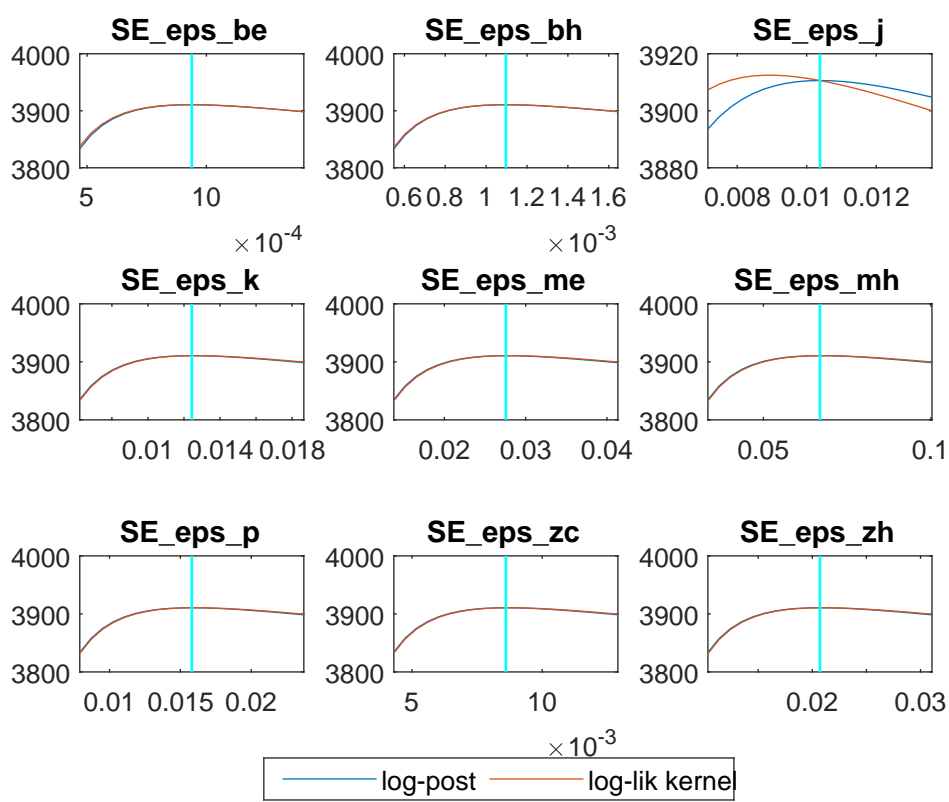 SE_eps_be SE_eps_bh SE_eps_j
4000 4000 3920
3900 3900 3900
3800 3800 3880
5 10 0.6 0.8 1 1.2 1.4 1.6 0.008 0.01 0.012
×10⁻⁴ ×10⁻³
SE_eps_k SE_eps_me SE_eps_mh
4000 4000 4000
3900 3900 3900
3800 3800 3800
0.01 0.014 0.018 0.02 0.03 0.04 0.05 0.1
SE_eps_p SE_eps_zc SE_eps_zh
4000 4000 4000
3900 3900 3900
3800 3800 3800
0.01 0.015 0.02 5 10 0.02 0.03
×10⁻³
log-post log-lik kernel